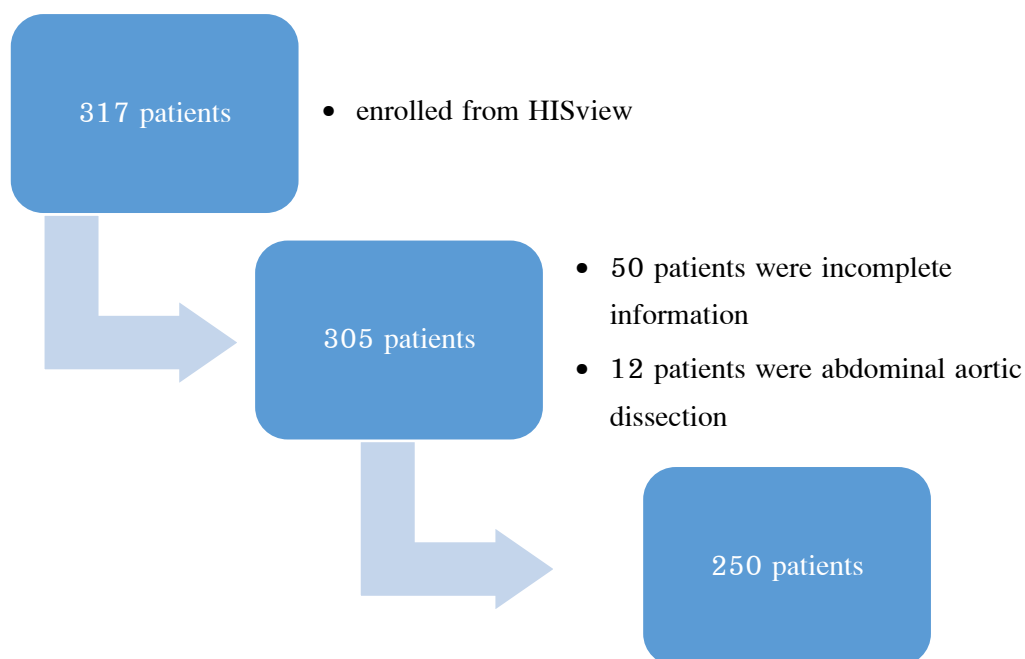 317 patients
• enrolled from HISview
305 patients
• 50 patients were incomplete
information
• 12 patients were abdominal aortic
dissection
250 patients